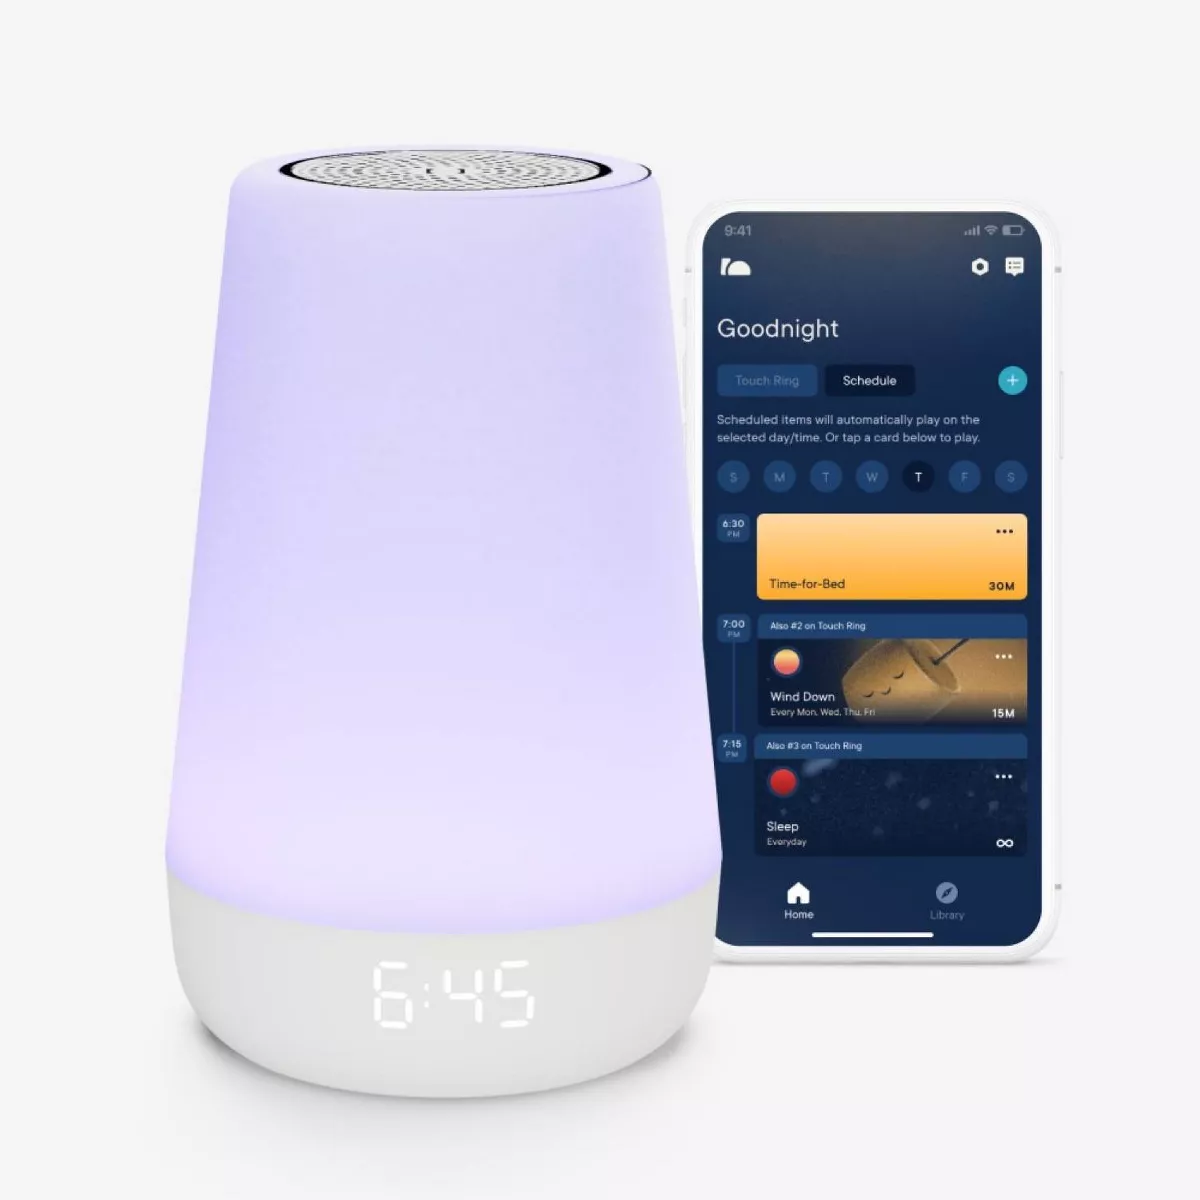 9:41
Goodnight
Touch Ring
Schedule
Scheduled items will automatically play on the
selected day/time. Or tap a card below to play.
S M T W T F S
6:30
PM
Time-for-Bed
30M
7:00
PM
Also #2 on Touch Ring
Wind Down
Every Mon, Wed, Thu, Fri
15M
7:15
PM
Also #3 on Touch Ring
Sleep
Everyday
∞
Home
Library
6:45